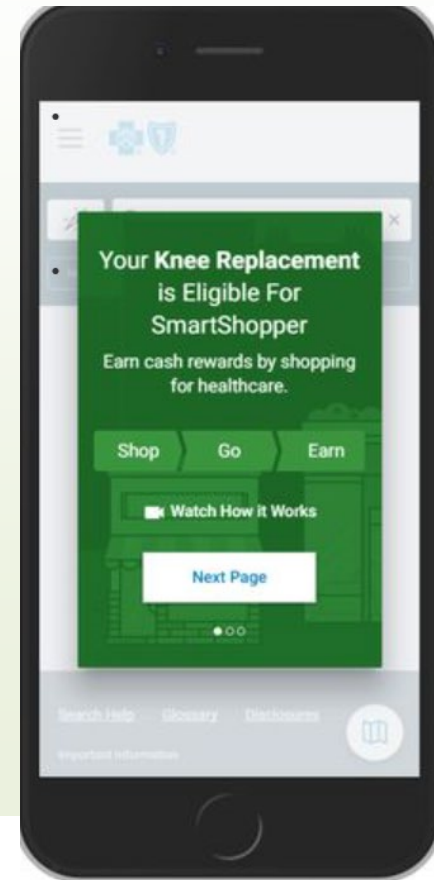 Your Knee Replacement
is Eligible For
SmartShopper
Earn cash rewards by shopping
for healthcare.
Shop Go Earn
Watch How it Works
Next Page
Search Help Glossary Disclosures
Important Information